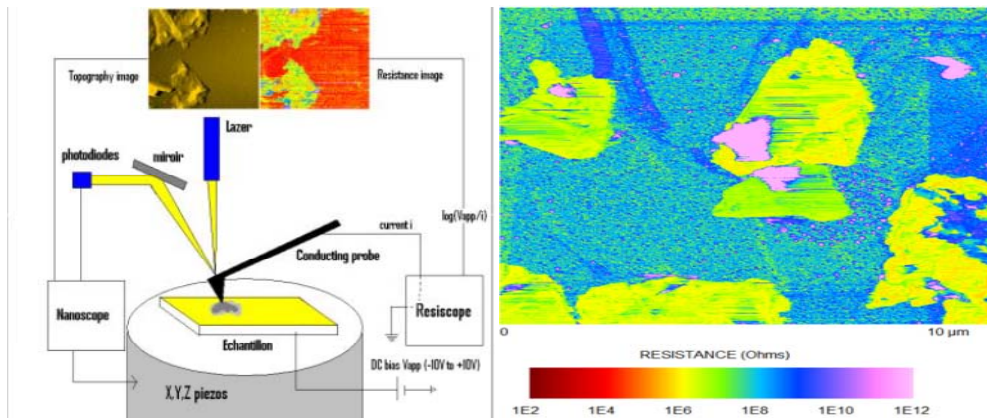 Topography image
Resistance image
Lazer
miroir
photodiodes
log(Vapp/i)
current i
Conducting probe
Nanoscope
Resiscope
Echantillon
DC bias Vapp (-10V to +10V)
X,Y,Z piezos
0
10 µm
RESISTANCE (Ohms)
1E2 1E4 1E6 1E8 1E10 1E12